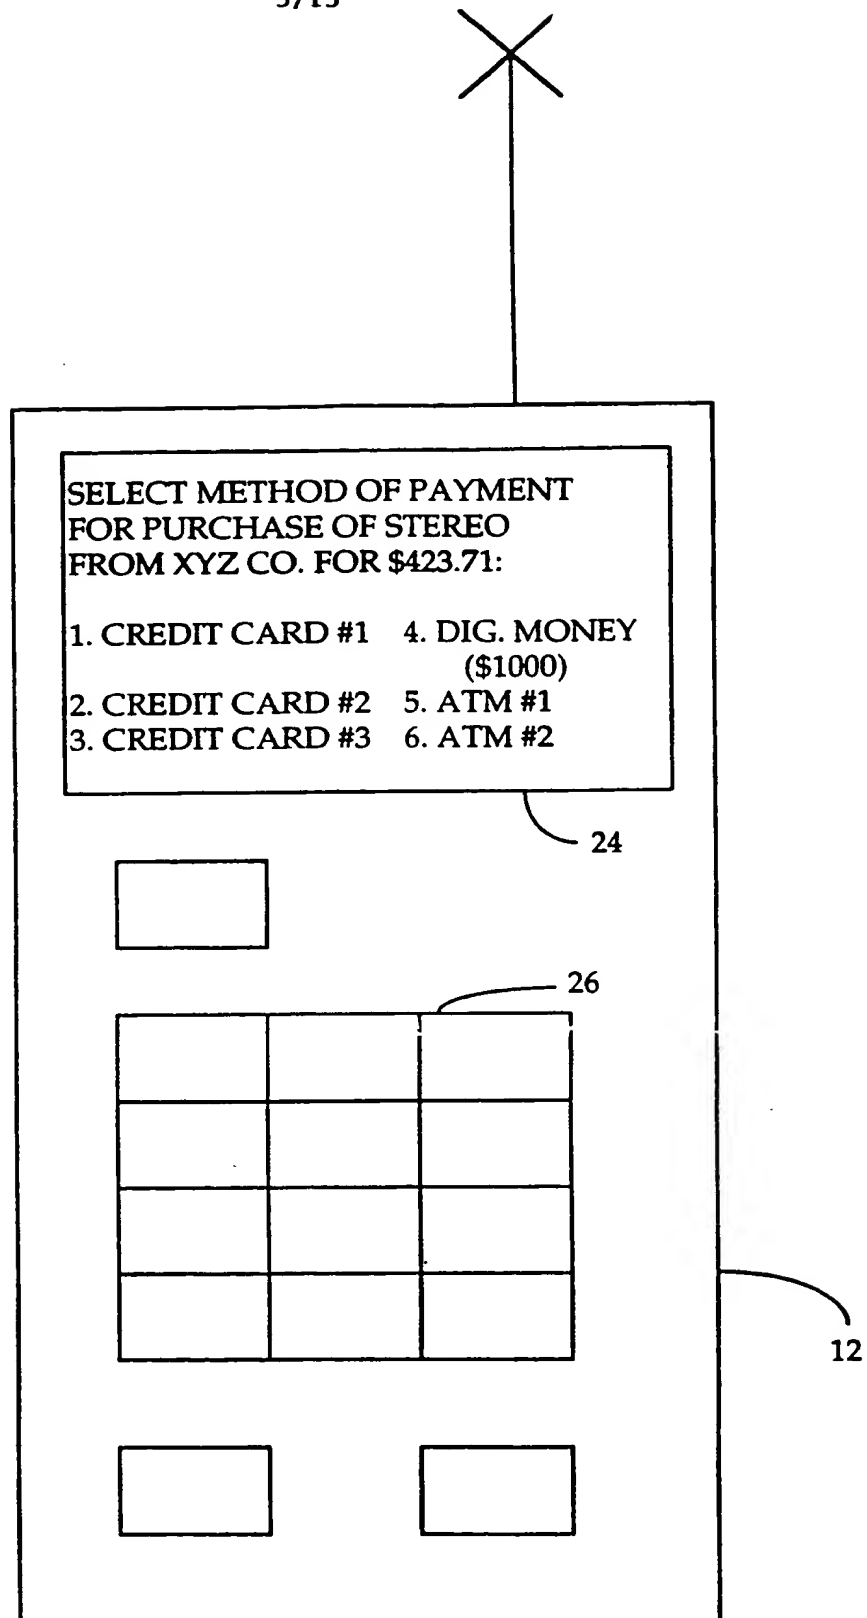 SELECT METHOD OF PAYMENT
FOR PURCHASE OF STEREO
FROM XYZ CO. FOR $423.71:
1. CREDIT CARD #1 4. DIG. MONEY
($1000)
2. CREDIT CARD #2 5. ATM #1
3. CREDIT CARD #3 6. ATM #2
24
26
12